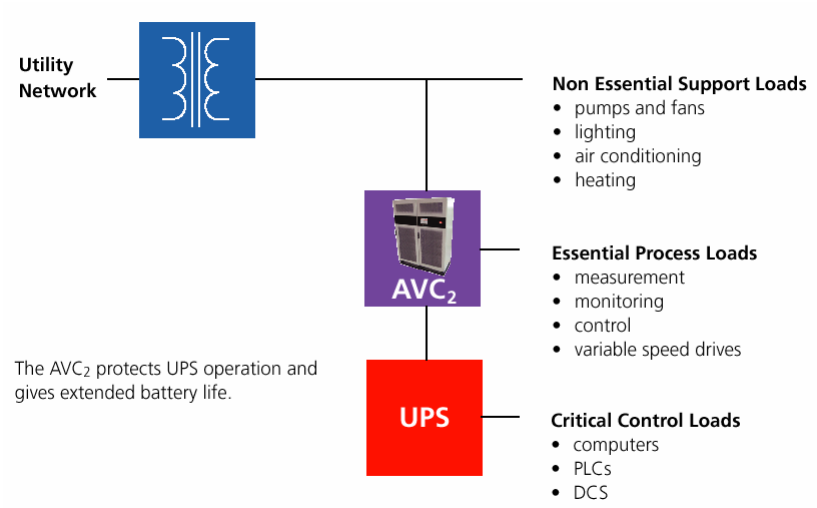 Utility
Network
Non Essential Support Loads
• pumps and fans
• lighting
• air conditioning
• heating
AVC₂
Essential Process Loads
• measurement
• monitoring
• control
• variable speed drives
The AVC₂ protects UPS operation and
gives extended battery life.
UPS
Critical Control Loads
• computers
• PLCs
• DCS